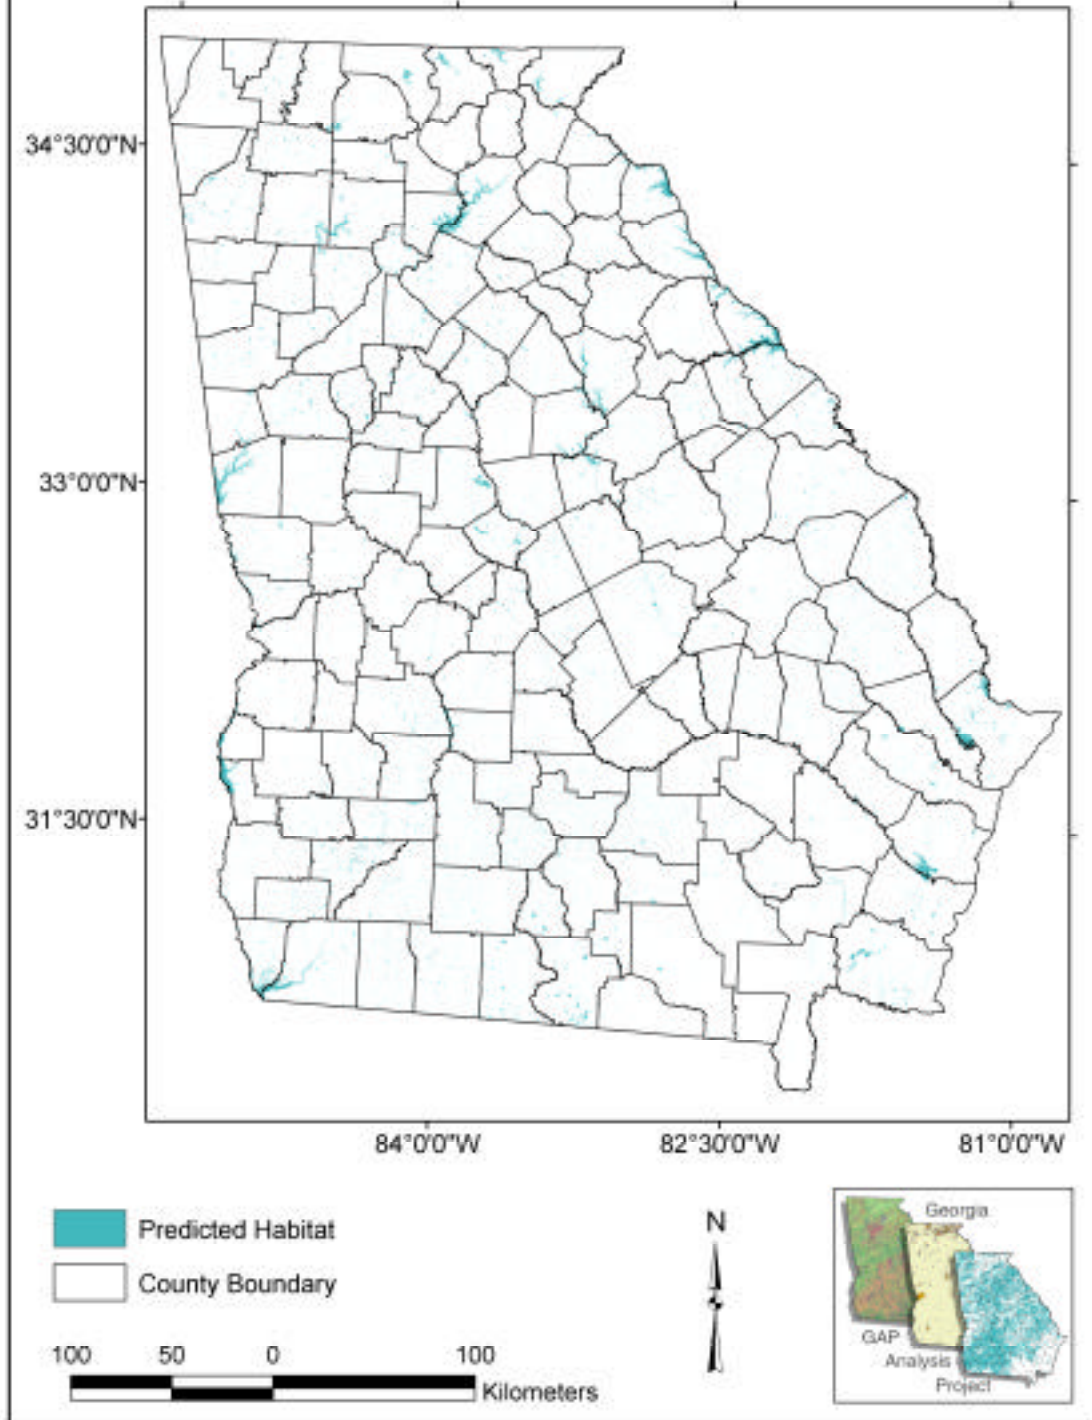 34°30'0"N
33°0'0"N
31°30'0"N
84°0'0"W 82°30'0"W 81°0'0"W
Predicted Habitat
County Boundary
N
100 50 0 100
Kilometers
Georgia
GAP
Analysis
Project